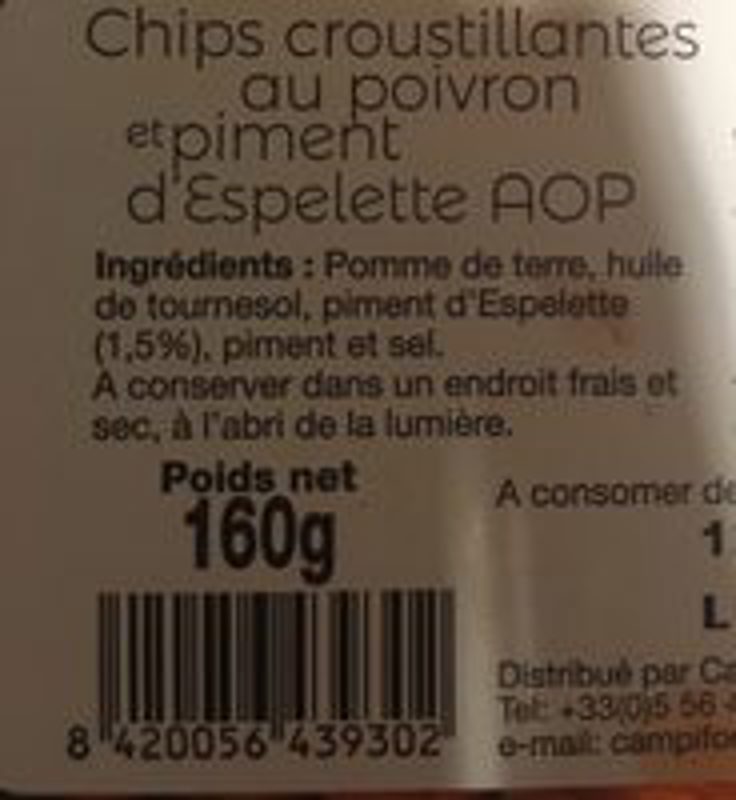 Chips croustillantes
au poivron
et piment
d'Espelette AOP
Ingrédients : Pomme de terre, huile
de tournesol, piment d'Espelette
(1,5%), piment et sel.
A conserver dans un endroit frais et
sec, à l'abri de la lumière.
Poids net
160g
8 420056 439302
A consomer de
1
L
Distribué par Ca
Tel: +33(0)5 56
e-mail: campifor